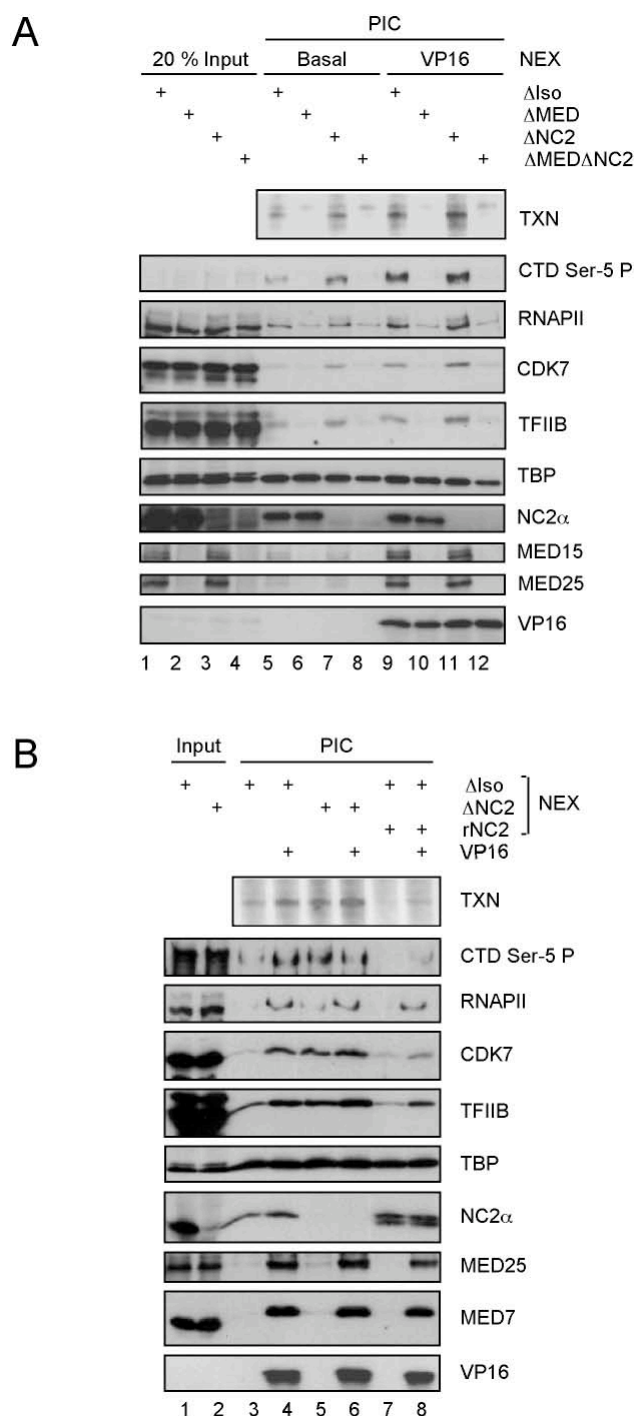 A
PIC
20 % Input Basal VP16 NEX
+ + + ΔIso
+ + + ΔMED
+ + + ΔNC2
+ + + ΔMEDΔNC2
TXN
CTD Ser-5 P
RNAPII
CDK7
TFIIB
TBP
NC2α
MED15
MED25
VP16
1 2 3 4 5 6 7 8 9 10 11 12
B
Input PIC
+ + + + + ΔIso
+ + + ΔNC2
+ + rNC2
NEX
+ + + VP16
TXN
CTD Ser-5 P
RNAPII
CDK7
TFIIB
TBP
NC2α
MED25
MED7
VP16
1 2 3 4 5 6 7 8